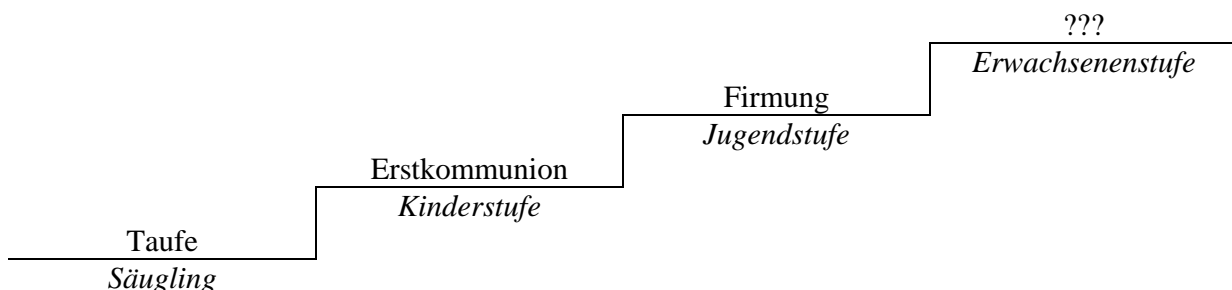 ???
Erwachsenenstufe
Firmung
Jugendstufe
Erstkommunion
Kinderstufe
Taufe
Säugling